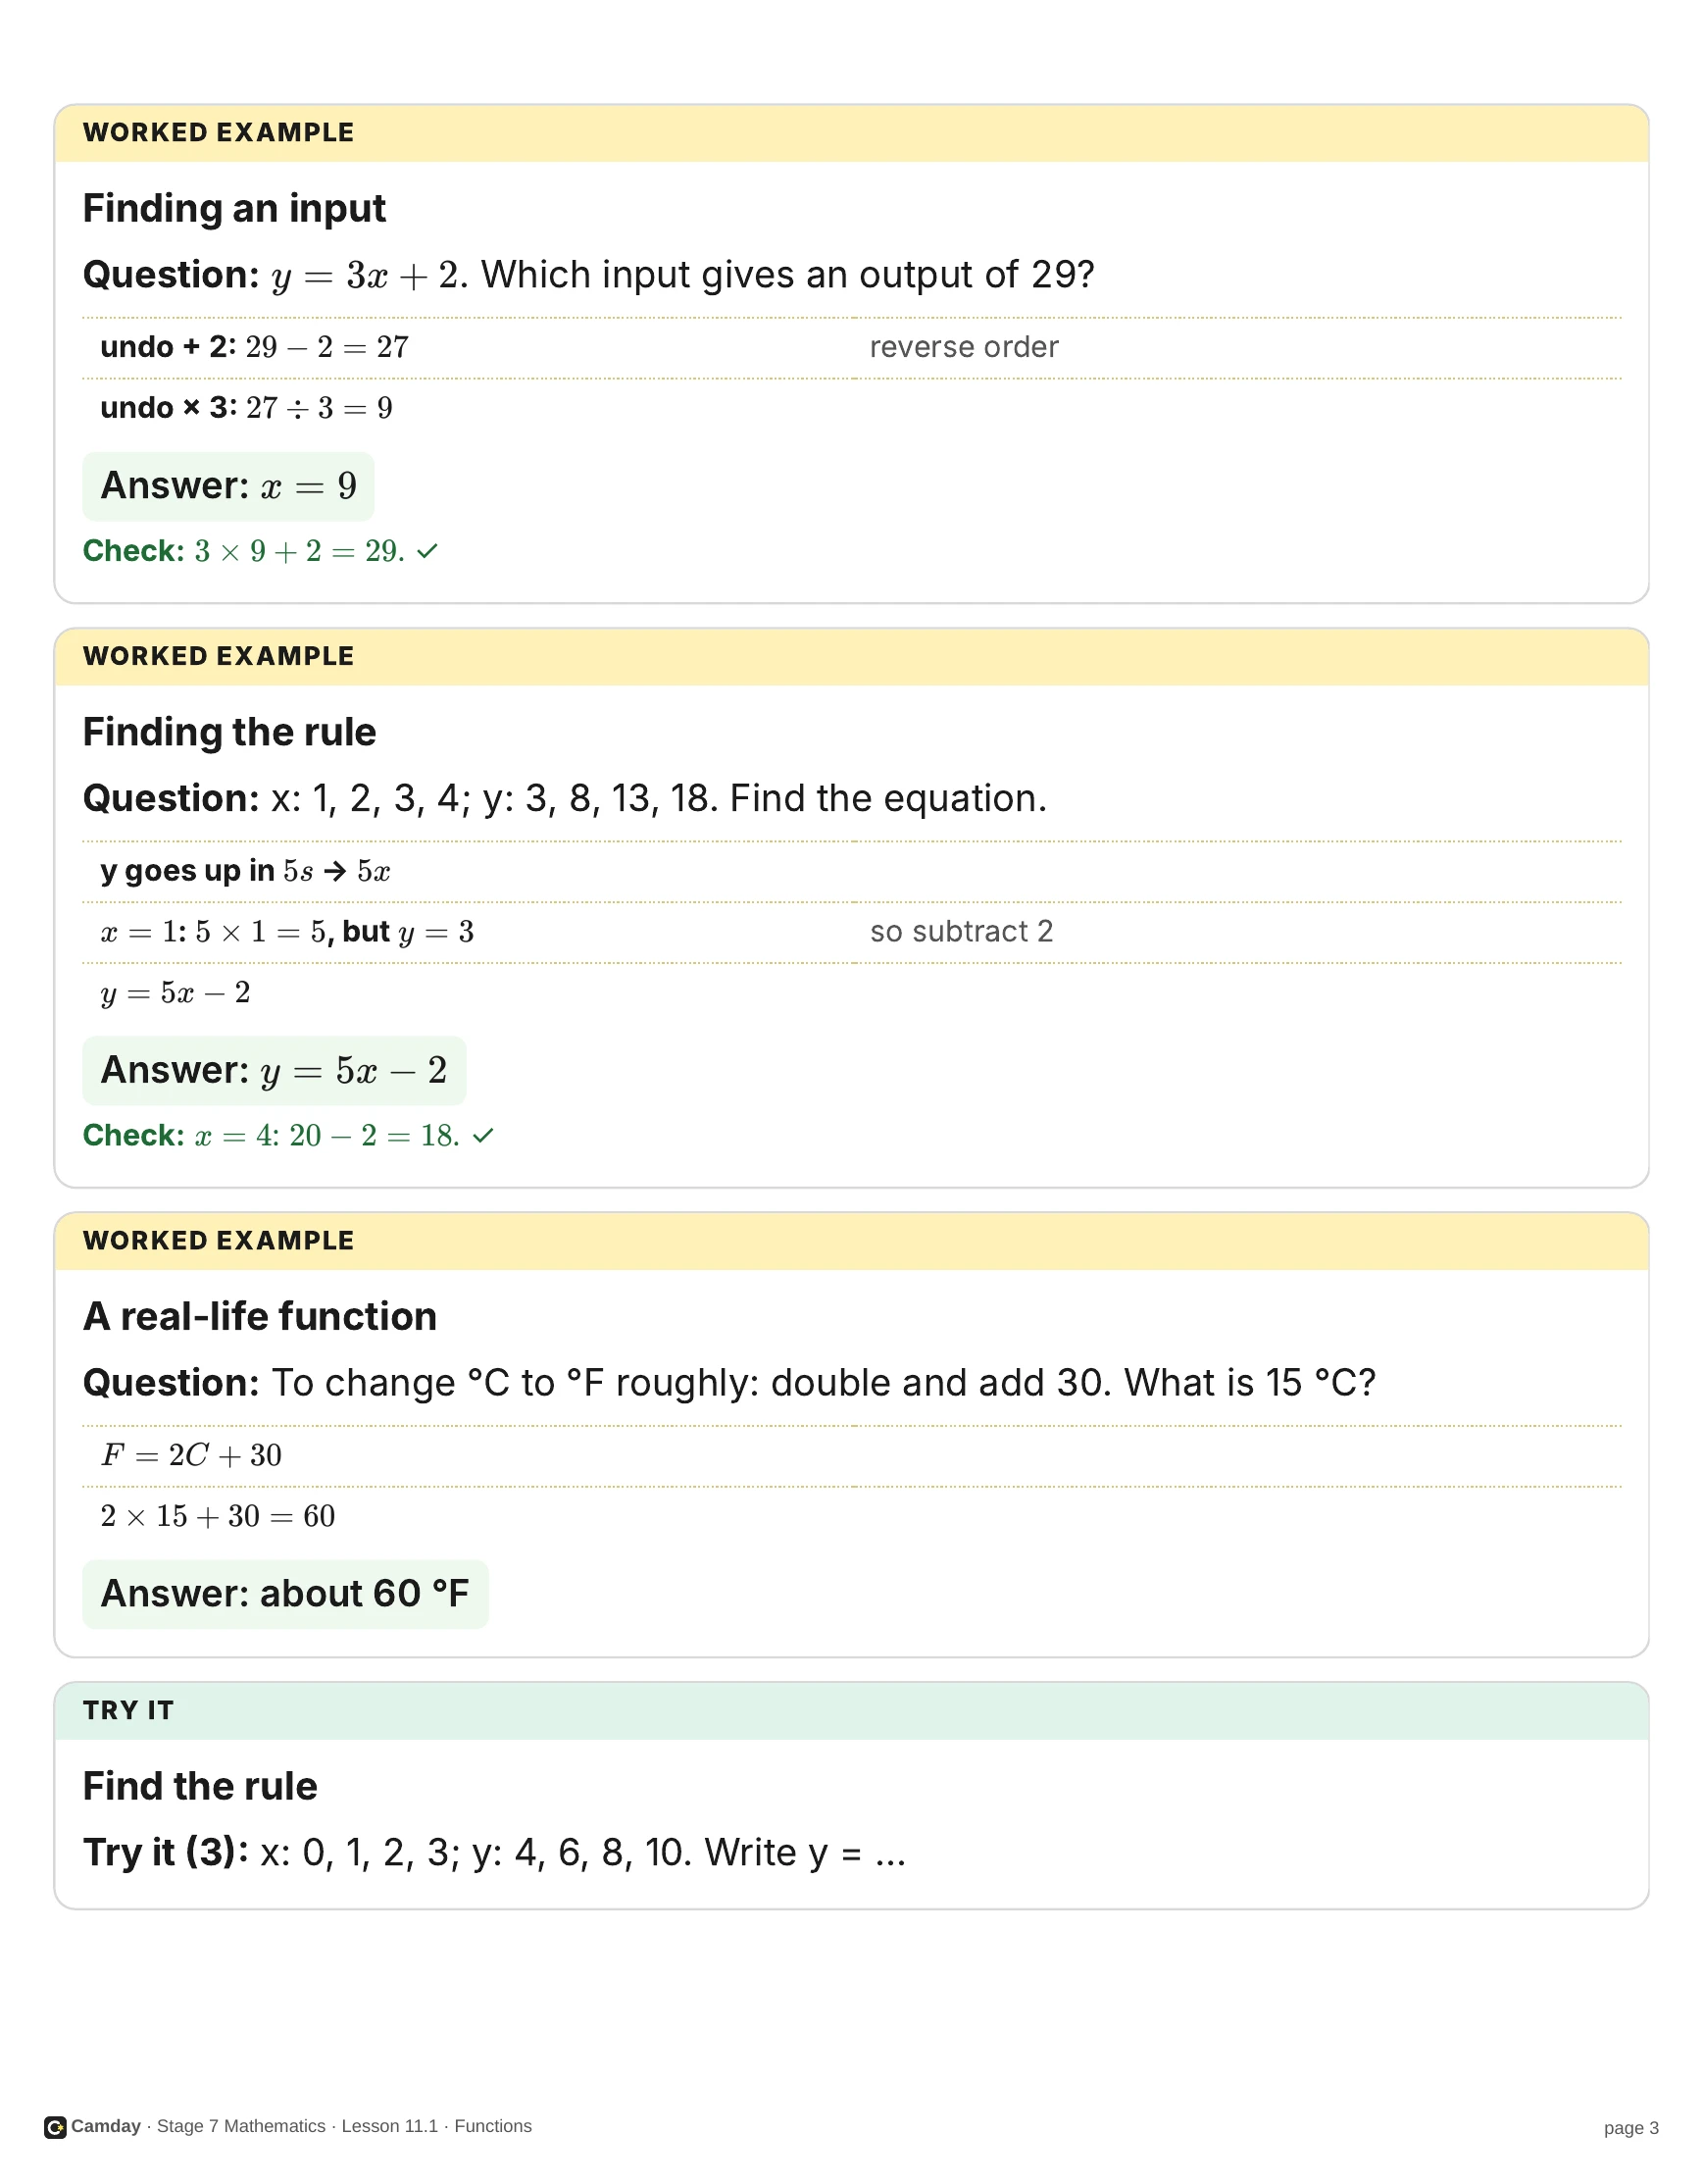 WORKED EXAMPLE
Finding an input
Question: y = 3x + 2. Which input gives an output of 29?
undo + 2: 29 − 2 = 27 reverse order
undo × 3: 27 ÷ 3 = 9
Answer: x = 9
Check: 3 × 9 + 2 = 29. ✓
WORKED EXAMPLE
Finding the rule
Question: x: 1, 2, 3, 4; y: 3, 8, 13, 18. Find the equation.
y goes up in 5s → 5x
x = 1: 5 × 1 = 5, but y = 3 so subtract 2
y = 5x − 2
Answer: y = 5x − 2
Check: x = 4: 20 − 2 = 18. ✓
WORKED EXAMPLE
A real-life function
Question: To change °C to °F roughly: double and add 30. What is 15 °C?
F = 2C + 30
2 × 15 + 30 = 60
Answer: about 60 °F
TRY IT
Find the rule
Try it (3): x: 0, 1, 2, 3; y: 4, 6, 8, 10. Write y = ...
Camday · Stage 7 Mathematics · Lesson 11.1 · Functions page 3